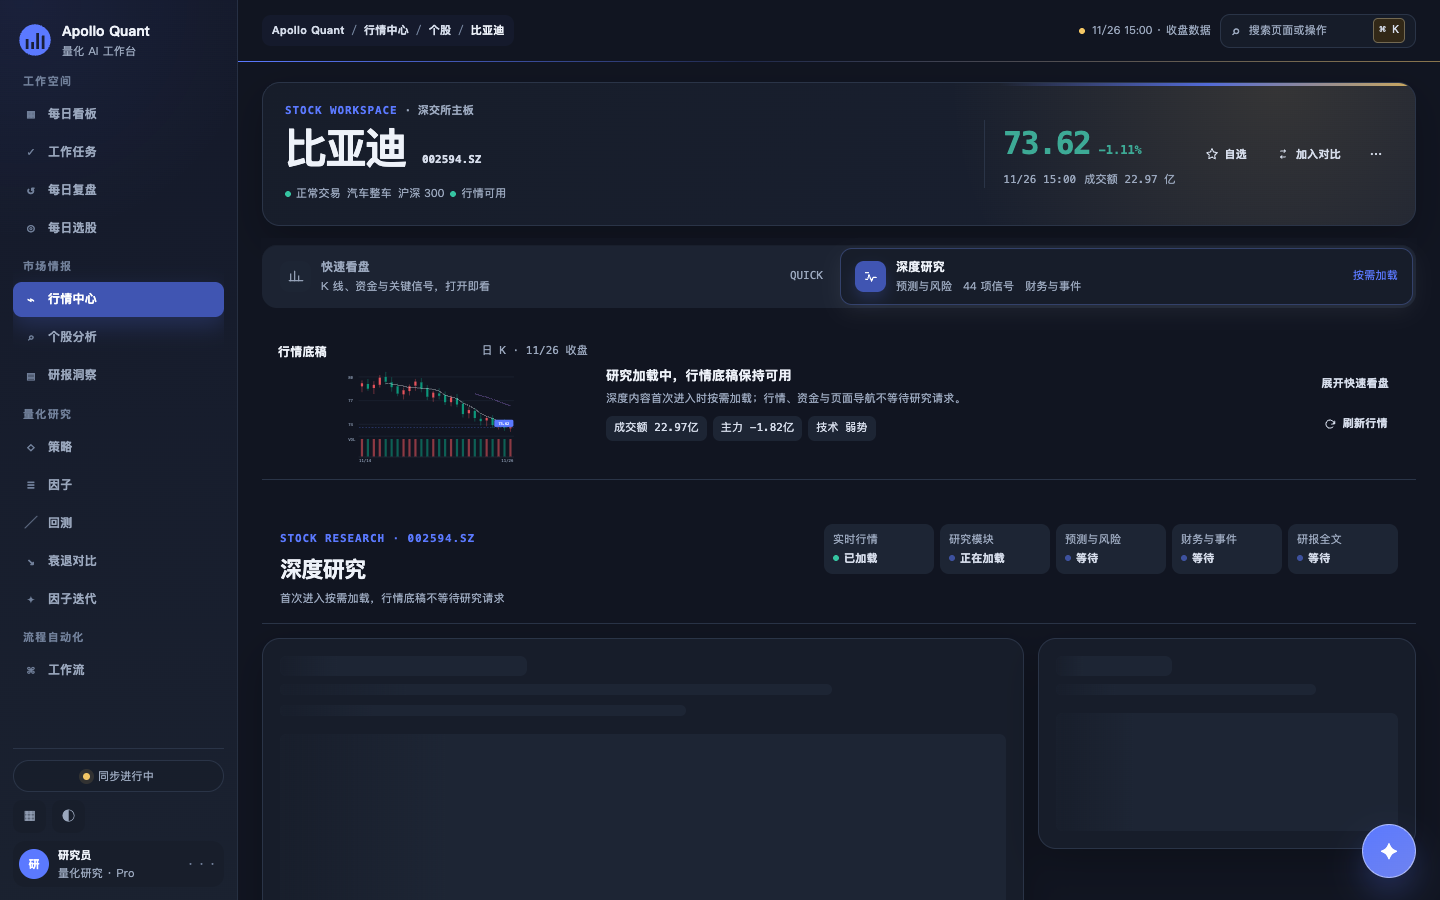 Apollo Quant
量化 AI 工作台
工作空间
每日看板
工作任务
每日复盘
每日选股
市场情报
行情中心
个股分析
研报洞察
量化研究
策略
因子
回测
衰退对比
因子迭代
流程自动化
工作流
同步进行中
研
研究员
量化研究 · Pro
Apollo Quant / 行情中心 / 个股 / 比亚迪
11/26 15:00 · 收盘数据
搜索页面或操作
⌘ K
STOCK WORKSPACE · 深交所主板
比亚迪 002594.SZ
正常交易 汽车整车 沪深 300 行情可用
73.62 −1.11%
11/26 15:00 成交额 22.97 亿
自选
加入对比
快速看盘
K 线、资金与关键信号，打开即看
QUICK
深度研究
预测与风险 44 项信号 财务与事件
按需加载
行情底稿
日 K · 11/26 收盘
80
77
74
VOL
73.62
11/14
11/26
研究加载中，行情底稿保持可用
深度内容首次进入时按需加载；行情、资金与页面导航不等待研究请求。
成交额 22.97亿
主力 −1.82亿
技术 弱势
展开快速看盘
刷新行情
STOCK RESEARCH · 002594.SZ
深度研究
首次进入按需加载，行情底稿不等待研究请求
实时行情
已加载
研究模块
正在加载
预测与风险
等待
财务与事件
等待
研报全文
等待